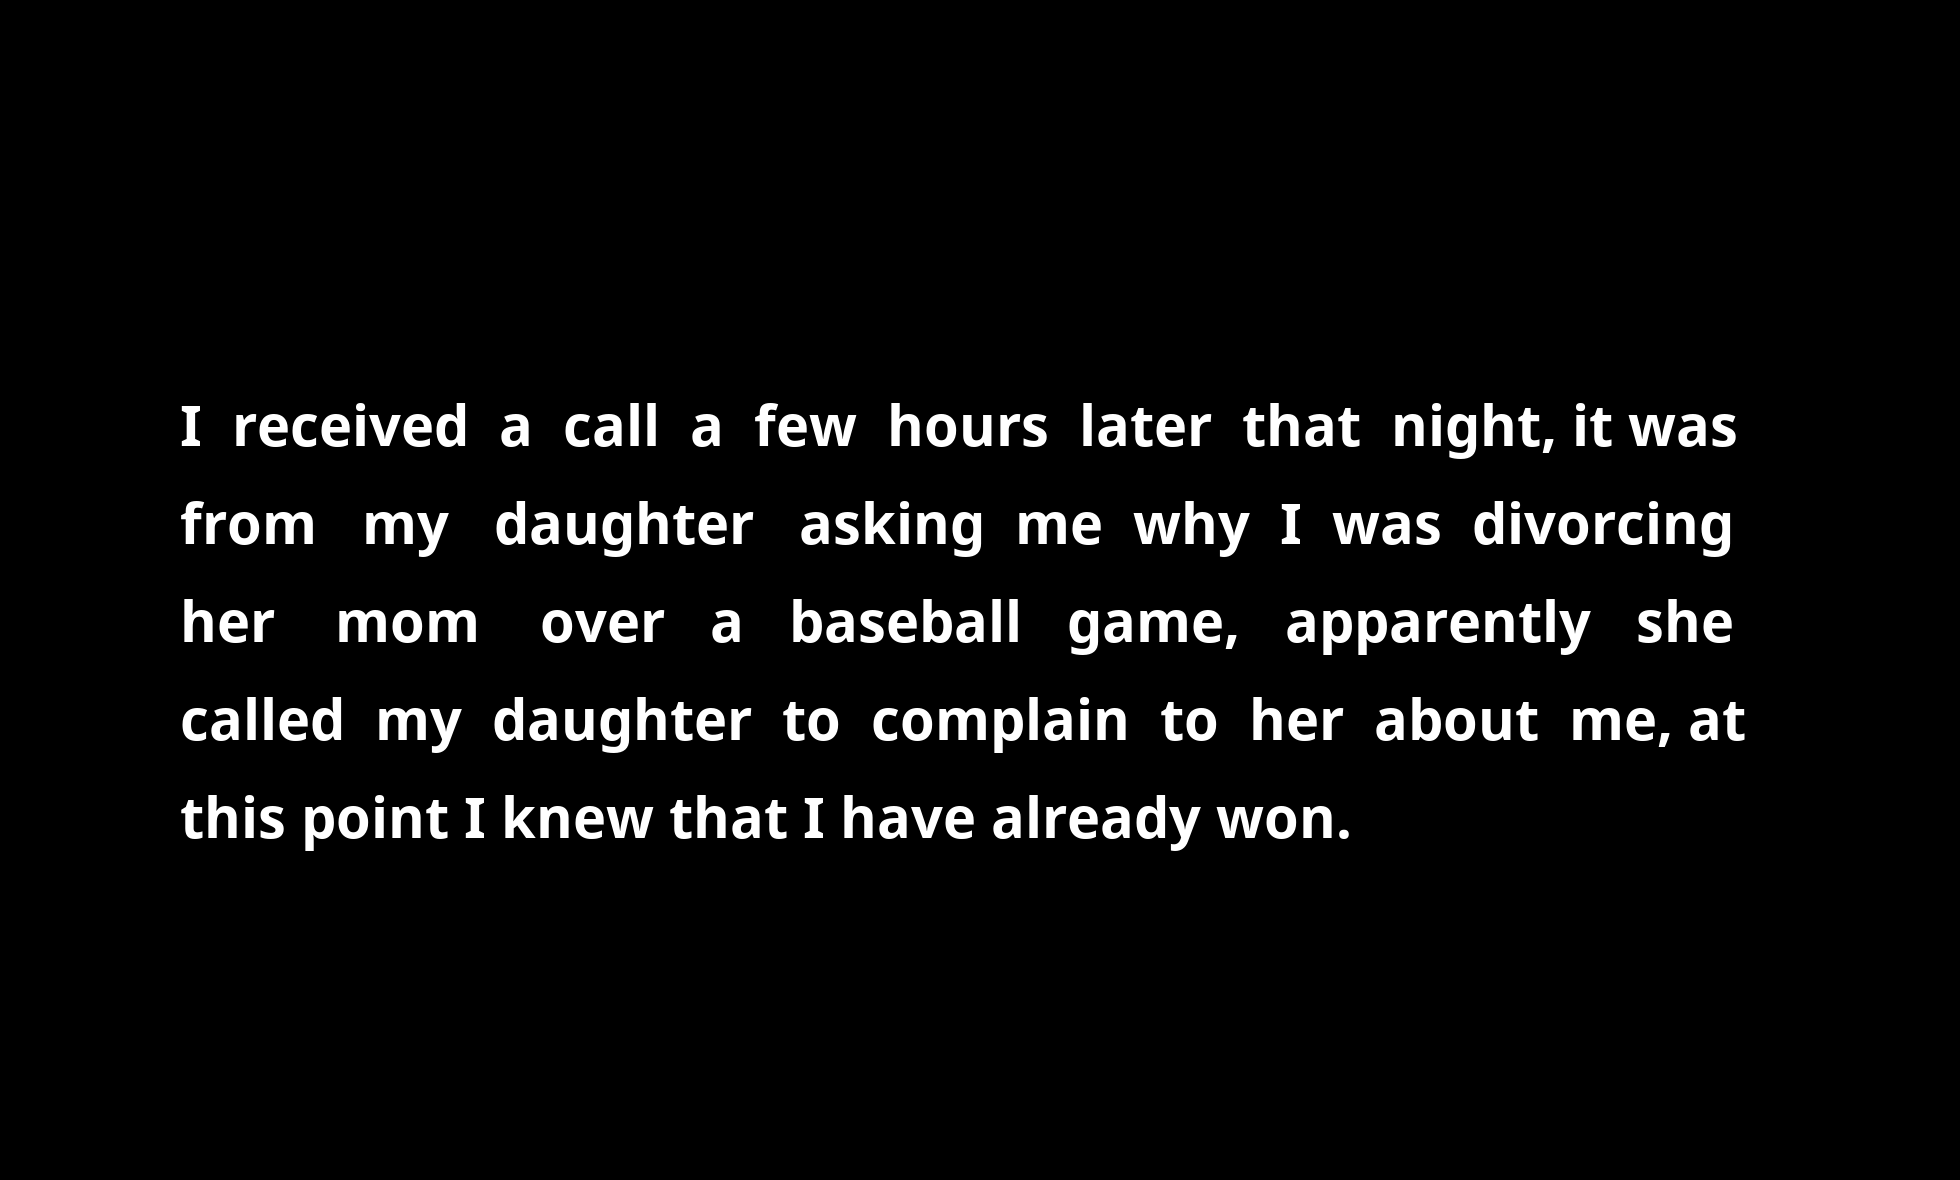 I received a call a few hours later that night, it was
from my daughter asking me why I was divorcing
her mom over a baseball game, apparently she
called my daughter to complain to her about me, at
this point I knew that I have already won.